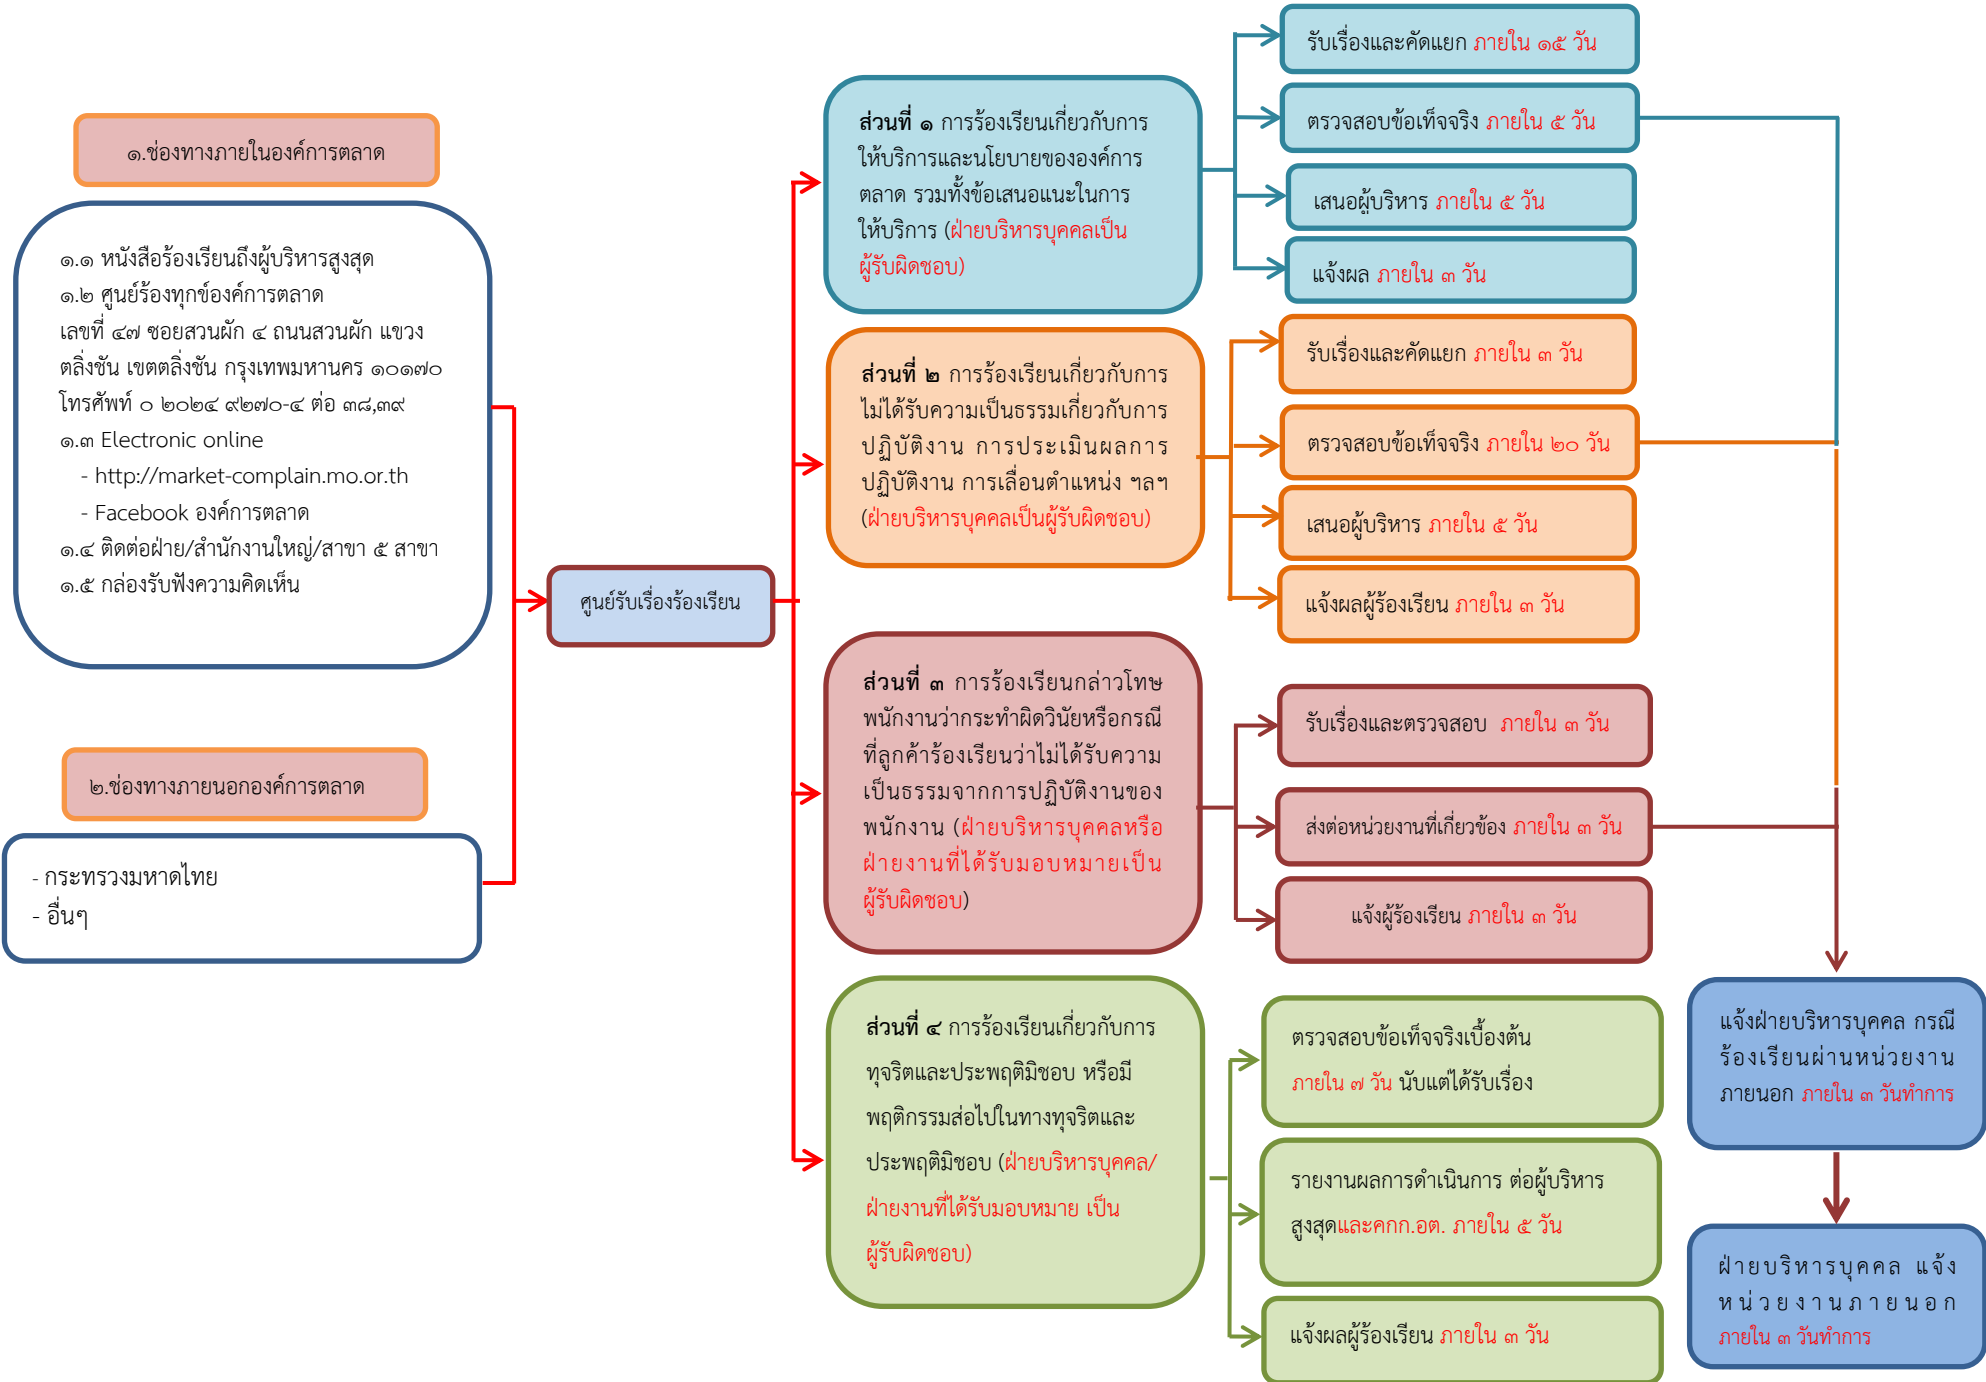 ๑.ช่องทางภายในองค์การตลาด
๑.๑ หนังสือร้องเรียนถึงผู้บริหารสูงสุด
๑.๒ ศูนย์ร้องทุกข์องค์การตลาด
เลขที่ ๔๗ ซอยสวนผัก ๔ ถนนสวนผัก แขวง
ตลิ่งชัน เขตตลิ่งชัน กรุงเทพมหานคร ๑๐๑๗๐
โทรศัพท์ ๐ ๒๐๒๔ ๙๒๗๐-๔ ต่อ ๓๘,๓๙
๑.๓ Electronic online
- http://market-complain.mo.or.th
- Facebook องค์การตลาด
๑.๔ ติดต่อฝ่าย/สำนักงานใหญ่/สาขา ๕ สาขา
๑.๕ กล่องรับฟังความคิดเห็น
๒.ช่องทางภายนอกองค์การตลาด
- กระทรวงมหาดไทย
- อื่นๆ
ศูนย์รับเรื่องร้องเรียน
ส่วนที่ ๑ การร้องเรียนเกี่ยวกับการ
ให้บริการและนโยบายขององค์การ
ตลาด รวมทั้งข้อเสนอแนะในการ
ให้บริการ (ฝ่ายบริหารบุคคลเป็น
ผู้รับผิดชอบ)
รับเรื่องและคัดแยก ภายใน ๑๕ วัน
ตรวจสอบข้อเท็จจริง ภายใน ๕ วัน
เสนอผู้บริหาร ภายใน ๕ วัน
แจ้งผล ภายใน ๓ วัน
ส่วนที่ ๒ การร้องเรียนเกี่ยวกับการ
ไม่ได้รับความเป็นธรรมเกี่ยวกับการ
ปฏิบัติงาน การประเมินผลการ
ปฏิบัติงาน การเลื่อนตำแหน่ง ฯลฯ
(ฝ่ายบริหารบุคคลเป็นผู้รับผิดชอบ)
รับเรื่องและคัดแยก ภายใน ๓ วัน
ตรวจสอบข้อเท็จจริง ภายใน ๒๐ วัน
เสนอผู้บริหาร ภายใน ๕ วัน
แจ้งผลผู้ร้องเรียน ภายใน ๓ วัน
ส่วนที่ ๓ การร้องเรียนกล่าวโทษ
พนักงานว่ากระทำผิดวินัยหรือกรณี
ที่ลูกค้าร้องเรียนว่าไม่ได้รับความ
เป็นธรรมจากการปฏิบัติงานของ
พนักงาน (ฝ่ายบริหารบุคคลหรือ
ฝ่ายงานที่ได้รับมอบหมายเป็น
ผู้รับผิดชอบ)
รับเรื่องและตรวจสอบ ภายใน ๓ วัน
ส่งต่อหน่วยงานที่เกี่ยวข้อง ภายใน ๓ วัน
แจ้งผู้ร้องเรียน ภายใน ๓ วัน
ส่วนที่ ๔ การร้องเรียนเกี่ยวกับการ
ทุจริตและประพฤติมิชอบ หรือมี
พฤติกรรมส่อไปในทางทุจริตและ
ประพฤติมิชอบ (ฝ่ายบริหารบุคคล/
ฝ่ายงานที่ได้รับมอบหมาย เป็น
ผู้รับผิดชอบ)
ตรวจสอบข้อเท็จจริงเบื้องต้น
ภายใน ๗ วัน นับแต่ได้รับเรื่อง
รายงานผลการดำเนินการ ต่อผู้บริหาร
สูงสุดและคกก.อต. ภายใน ๕ วัน
แจ้งผลผู้ร้องเรียน ภายใน ๓ วัน
แจ้งฝ่ายบริหารบุคคล กรณี
ร้องเรียนผ่านหน่วยงาน
ภายนอก ภายใน ๓ วันทำการ
ฝ่ายบริหารบุคคล แจ้ง
หน่วยงานภายนอก
ภายใน ๓ วันทำการ